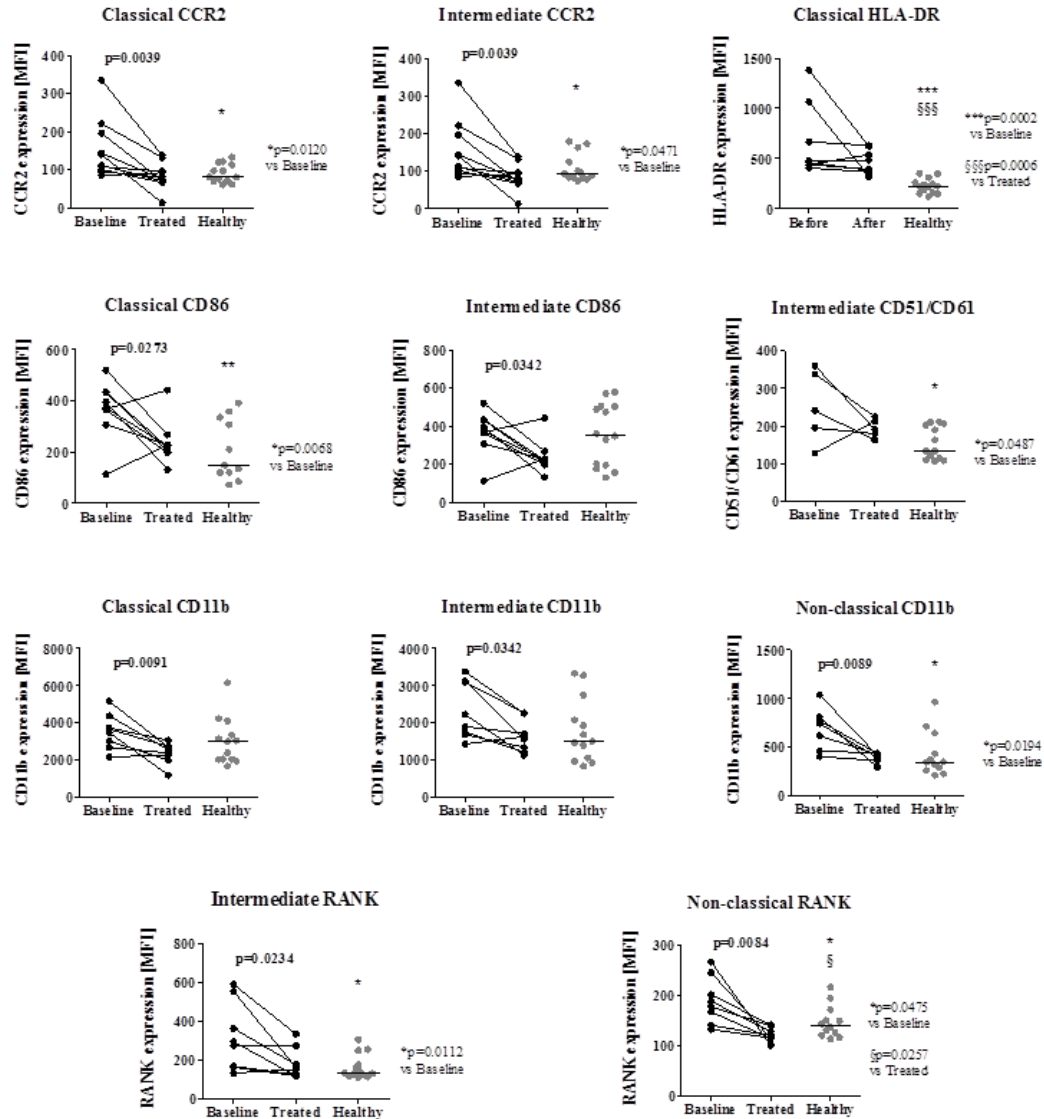 Classical CCR2
CCR2 expression [MFI]
400
300
200
100
0
p=0.0039
*
*p=0.0120
vs Baseline
Baseline Treated Healthy
Intermediate CCR2
CCR2 expression [MFI]
400
300
200
100
0
p=0.0039
*
*p=0.0471
vs Baseline
Baseline Treated Healthy
Classical HLA-DR
HLA-DR expression [MFI]
1500
1000
500
0
***
§§§
***p=0.0002
vs Baseline
§§§p=0.0006
vs Treated
Before After Healthy
Classical CD86
CD86 expression [MFI]
600
400
200
0
p=0.0273
**
*p=0.0068
vs Baseline
Baseline Treated Healthy
Intermediate CD86
CD86 expression [MFI]
800
600
400
200
0
p=0.0342
Baseline Treated Healthy
Intermediate CD51/CD61
CD51/CD61 expression [MFI]
400
300
200
100
0
*
*p=0.0487
vs Baseline
Baseline Treated Healthy
Classical CD11b
CD11b expression [MFI]
8000
6000
4000
2000
0
p=0.0091
Baseline Treated Healthy
Intermediate CD11b
CD11b expression [MFI]
4000
3000
2000
1000
0
p=0.0342
Baseline Treated Healthy
Non-classical CD11b
CD11b expression [MFI]
1500
1000
500
0
p=0.0089
*
*p=0.0194
vs Baseline
Baseline Treated Healthy
Intermediate RANK
RANK expression [MFI]
800
600
400
200
0
p=0.0234
*
*p=0.0112
vs Baseline
Baseline Treated Healthy
Non-classical RANK
RANK expression [MFI]
300
200
100
0
p=0.0084
*
§
*p=0.0475
vs Baseline
§p=0.0257
vs Treated
Baseline Treated Healthy